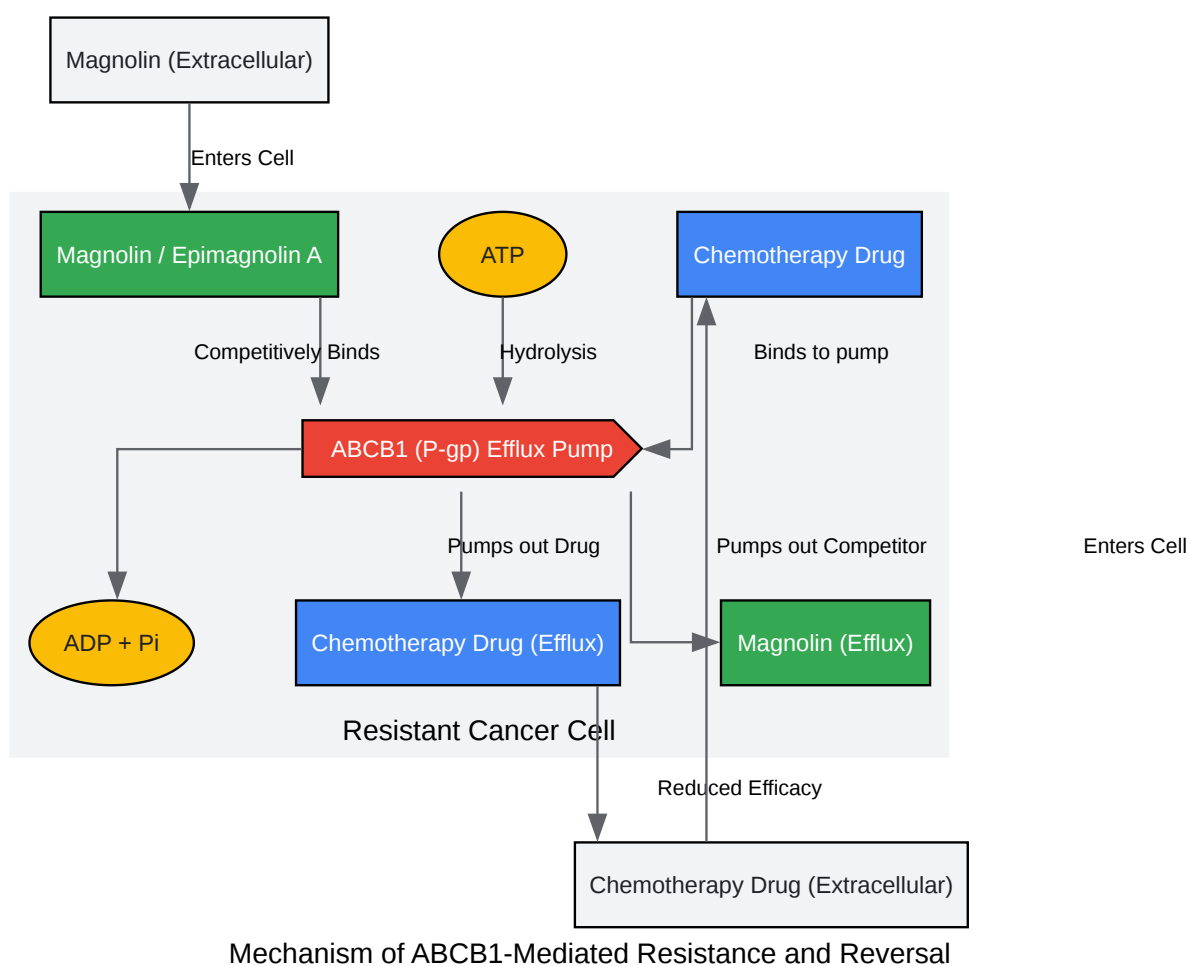 Magnolin (Extracellular)
Enters Cell
Magnolin / Epimagnolin A
ATP
Chemotherapy Drug
Competitively Binds
Hydrolysis
Binds to pump
ABCB1 (P-gp) Efflux Pump
Pumps out Drug
Pumps out Competitor
Enters Cell
ADP + Pi
Chemotherapy Drug (Efflux)
Magnolin (Efflux)
Resistant Cancer Cell
Reduced Efficacy
Chemotherapy Drug (Extracellular)
Mechanism of ABCB1-Mediated Resistance and Reversal